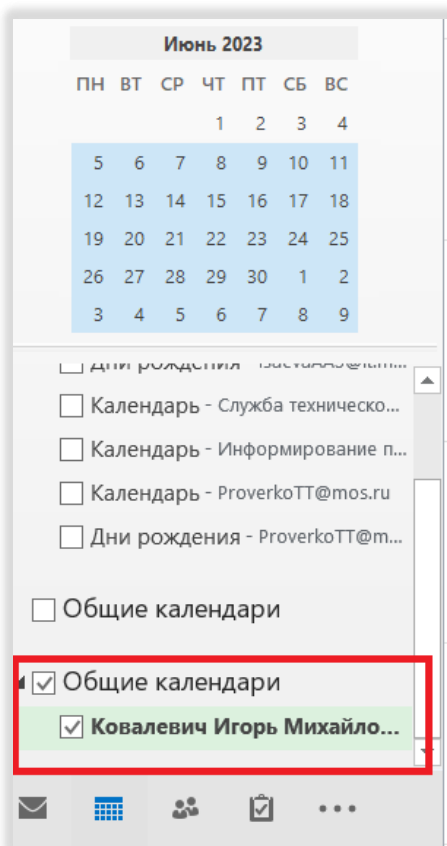 Июнь 2023
ПН ВТ СР ЧТ ПТ СБ ВС
1 2 3 4
5 6 7 8 9 10 11
12 13 14 15 16 17 18
19 20 21 22 23 24 25
26 27 28 29 30 1 2
3 4 5 6 7 8 9
Дни рождения -
Календарь - Служба техническо...
Календарь - Информирование п...
Календарь - ProverkoTT@mos.ru
Дни рождения - ProverkoTT@m...
Общие календари
Общие календари
Ковалевич Игорь Михайло...